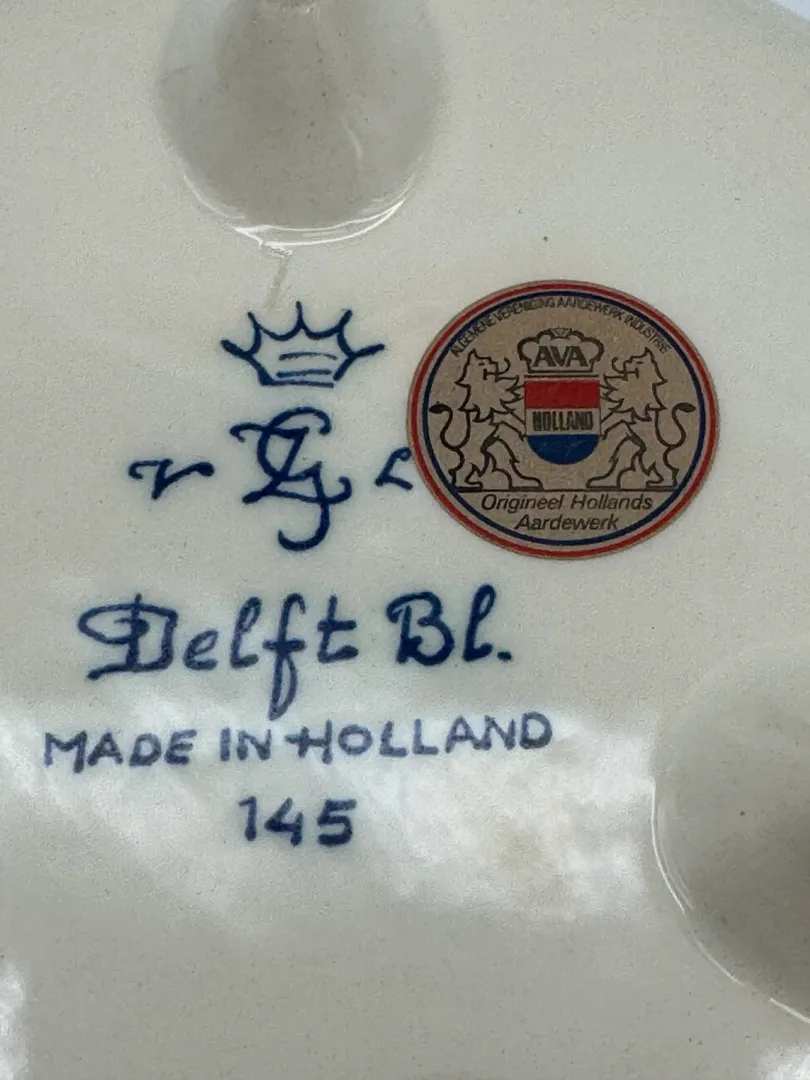 ALGEMENE VERENIGING AARDEWERK INDUSTRIE
AVA
HOLLAND
Origineel Hollands
Aardewerk
Delft Bl.
MADE IN HOLLAND
145